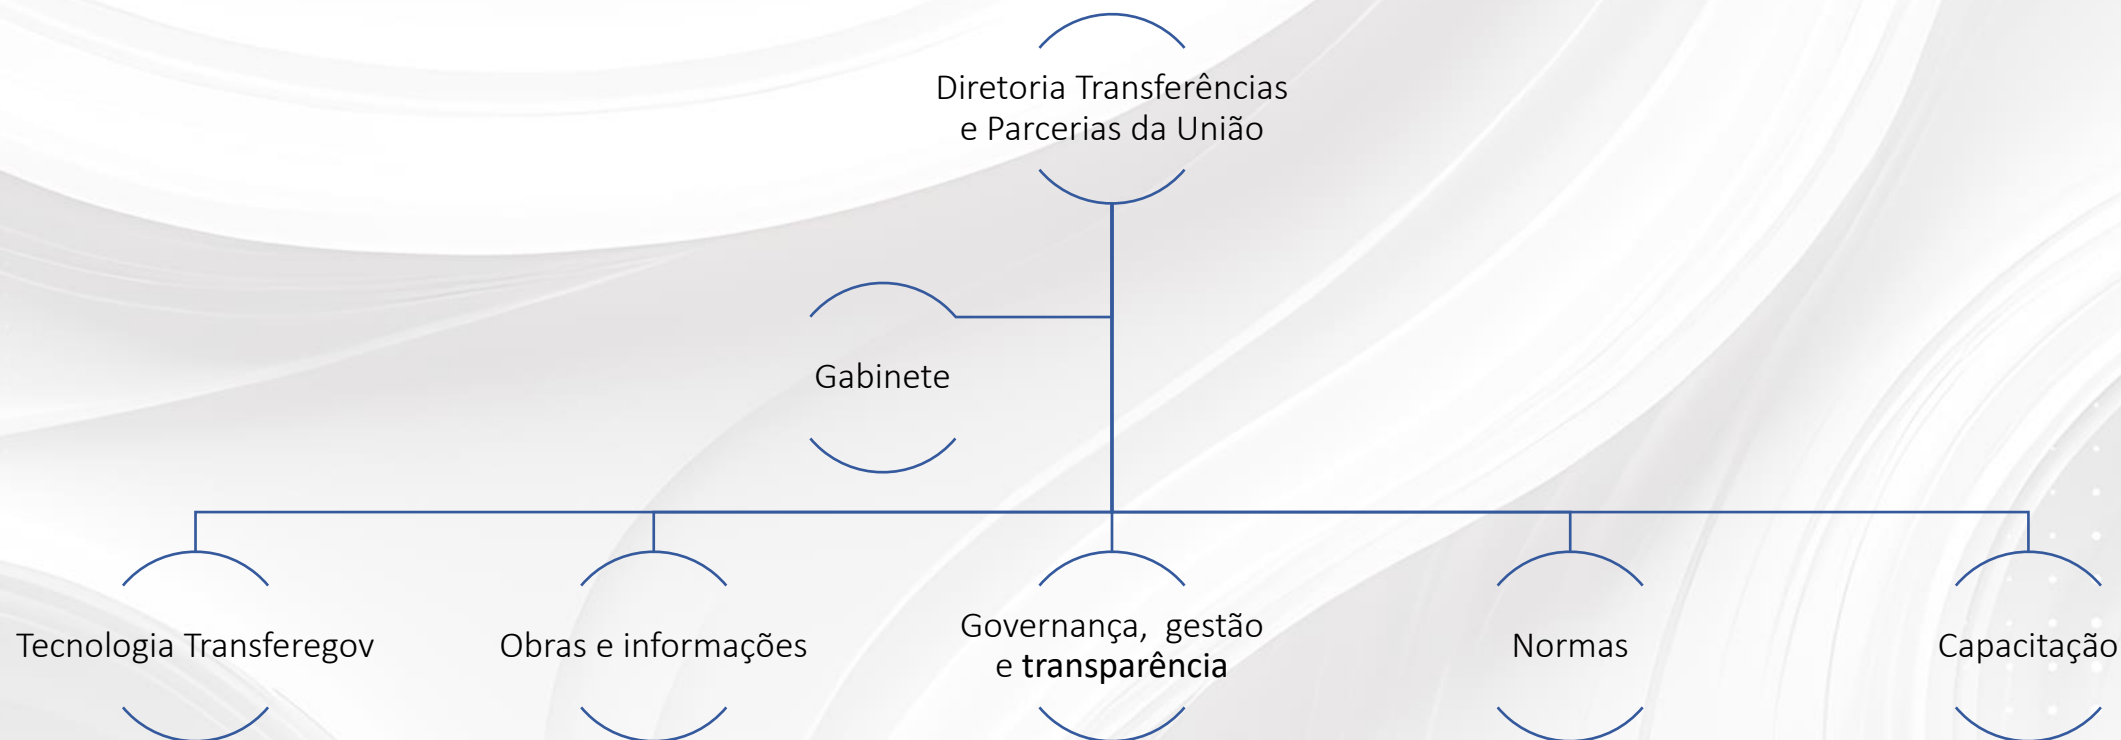 Diretoria Transferências
e Parcerias da União
Gabinete
Tecnologia Transferegov
Obras e informações
Governança, gestão
e transparência
Normas
Capacitação